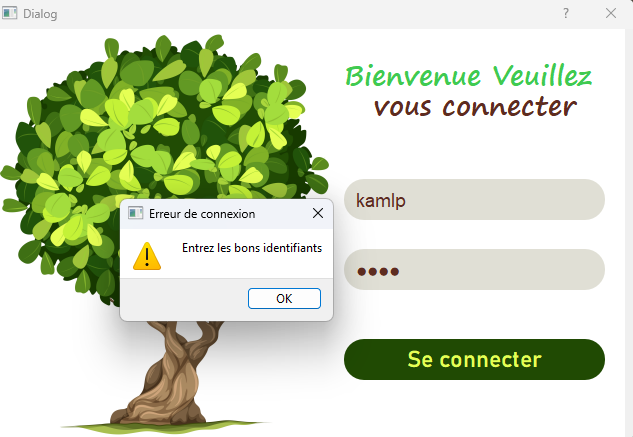 Dialog
Bienvenue Veuillez
vous connecter
kamlp
Erreur de connexion
Entrez les bons identifiants
OK
Se connecter